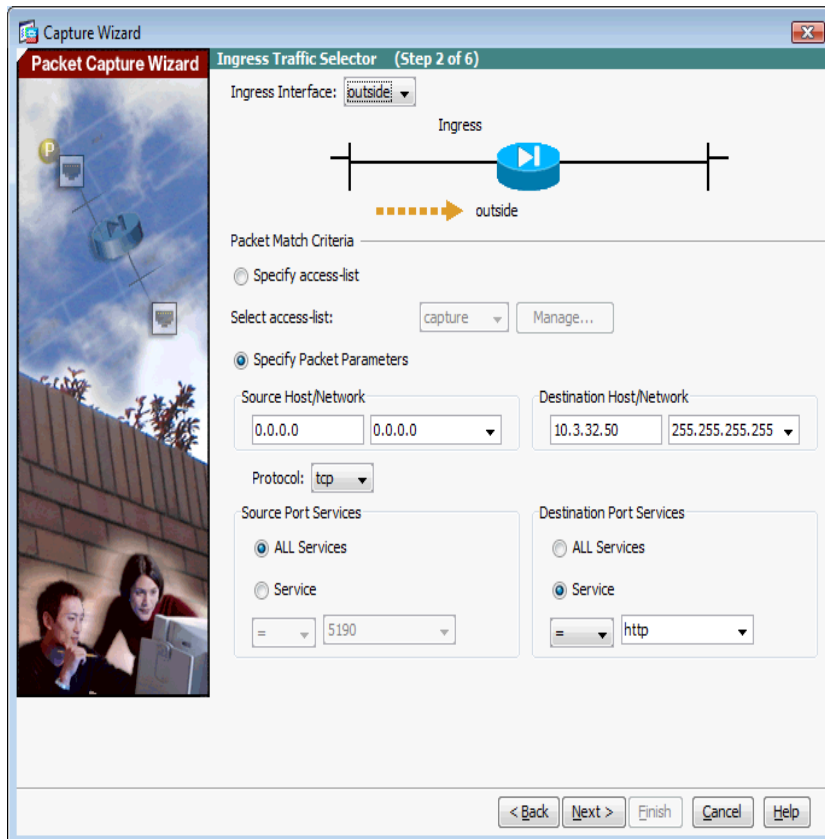 Capture Wizard
Packet Capture Wizard
Ingress Traffic Selector (Step 2 of 6)
Ingress Interface: outside
Ingress
outside
Packet Match Criteria
Specify access-list
Select access-list: capture Manage...
Specify Packet Parameters
Source Host/Network Destination Host/Network
0.0.0.0 0.0.0.0 10.3.32.50 255.255.255.255
Protocol: tcp
Source Port Services Destination Port Services
ALL Services ALL Services
Service Service
= 5190 = http
P
< Back Next > Finish Cancel Help